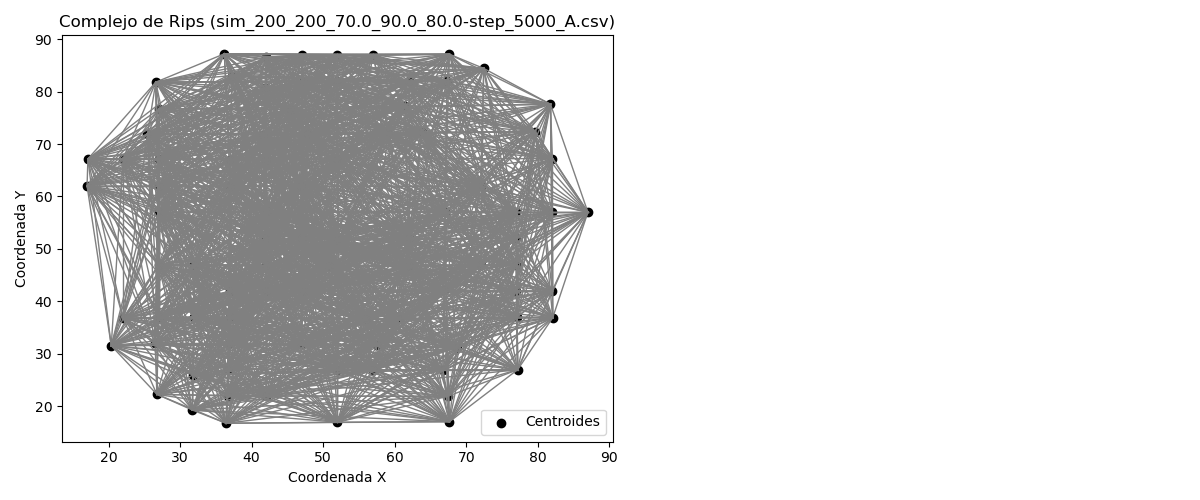 Complejo de Rips (sim_200_200_70.0_90.0_80.0-step_5000_A.csv)
90
80
70
60
50
40
30
20
Coordenada Y
Centroides
20 30 40 50 60 70 80 90
Coordenada X